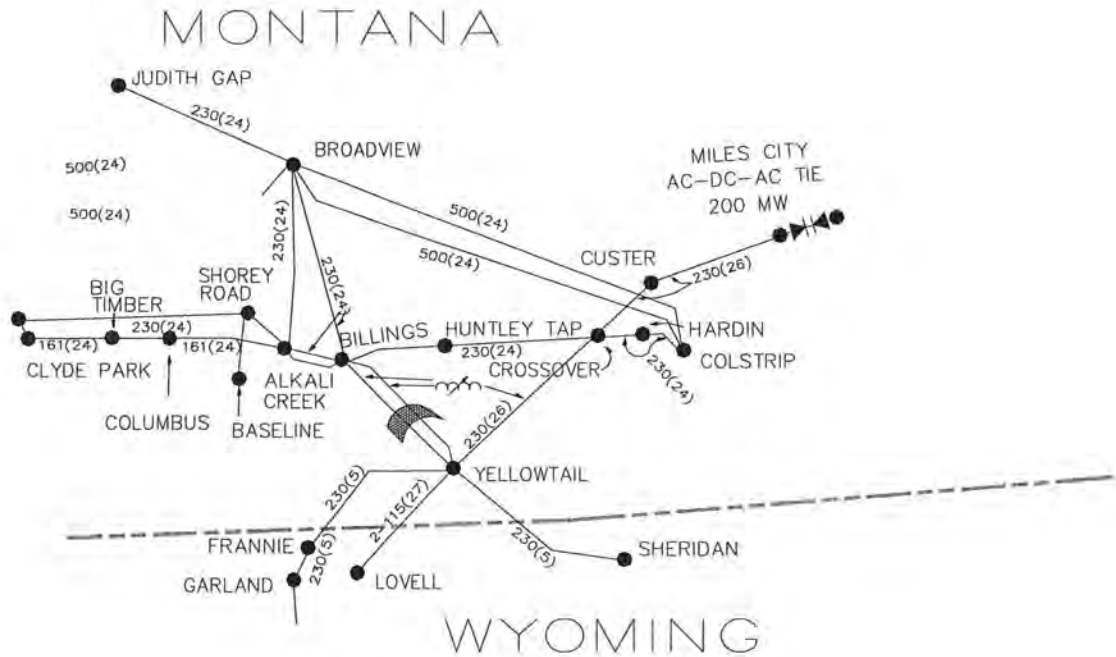 MONTANA
JUDITH GAP
230(24)
BROADVIEW
500(24)
500(24)
MILES CITY
AC-DC-AC TIE
200 MW
500(24)
500(24)
230(24)
230(24)
CUSTER
230(26)
BIG
TIMBER
SHOREY
ROAD
230(24)
161(24)
161(24)
CLYDE PARK
BILLINGS
HUNTLEY TAP
230(24)
HARDIN
CROSSOVER
COLSTRIP
230(24)
ALKALI
CREEK
COLUMBUS
BASELINE
230(26)
YELLOWTAIL
230(5)
2-115(27)
230(5)
FRANNIE
230(5)
GARLAND
LOVELL
SHERIDAN
WYOMING